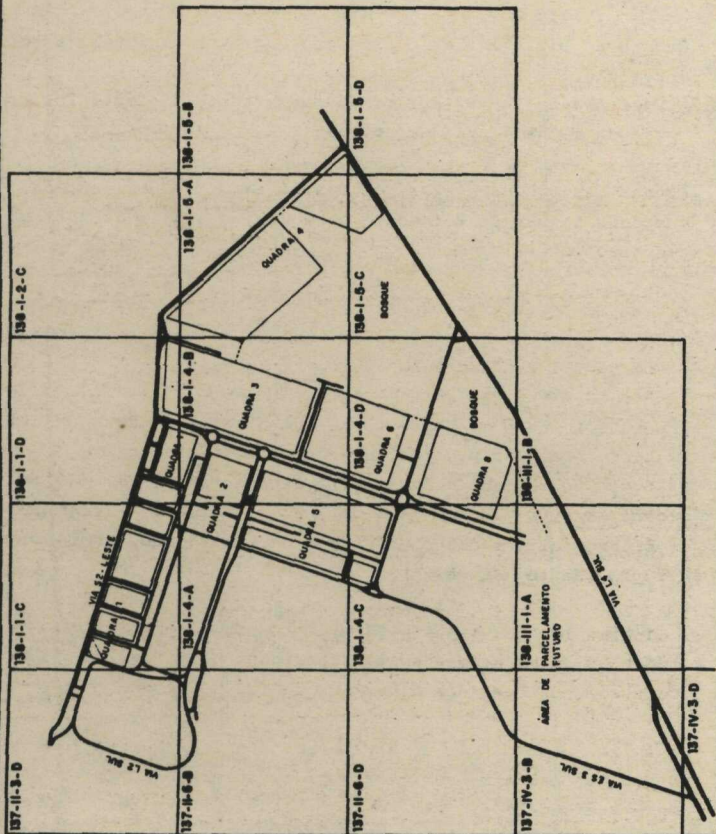 137-II-3-D
138-I-1-C
138-I-1-D
138-I-2-C
VIA S2-LESTE
QUADRA 1
QUADRA
VIA L2 SUL
137-II-6-B
138-I-4-A
138-I-4-B
138-I-5-A
138-I-5-B
QUADRA 2
QUADRA 3
QUADRA 4
QUADRA 5
137-II-6-D
138-I-4-C
138-I-4-D
138-I-5-C
138-I-5-D
QUADRA 6
BOSQUE
BOSQUE
QUADRA 8
137-IV-3-B
138-III-1-A
138-III-1-B
ÁREA DE PARCELAMENTO
FUTURO
VIA L4 SUL
VIA ES 3 SUL
137-IV-3-D